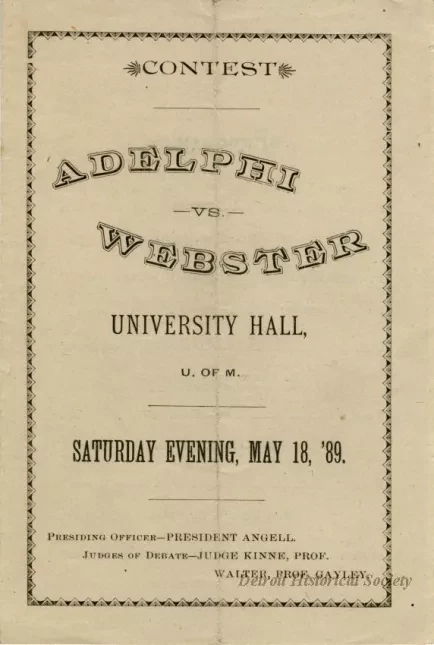 CONTEST
ADELPHI
—VS.—
WEBSTER
UNIVERSITY HALL,
U. OF M.
SATURDAY EVENING, MAY 18, '89.
PRESIDING OFFICER—PRESIDENT ANGELL.
JUDGES OF DEBATE—JUDGE KINNE, PROF.
WALTER, PROF. GAYLEY.
Detroit Historical Society